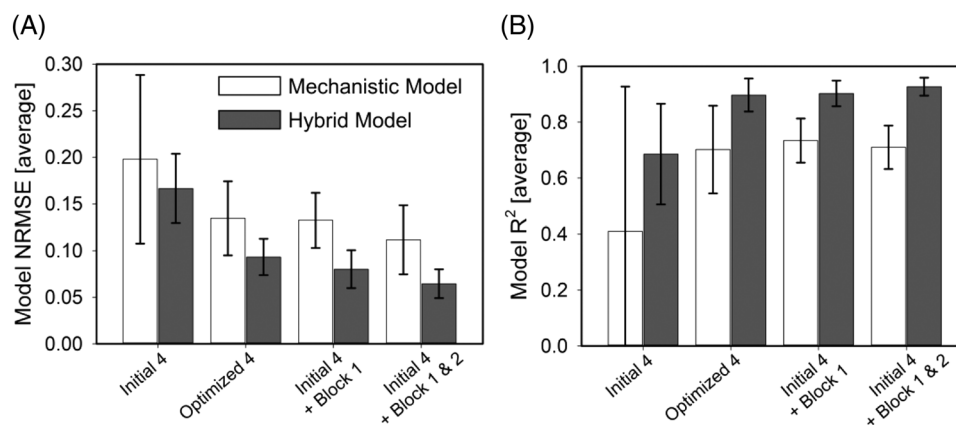 (A)
Model NRMSE [average]
0.30
0.25
0.20
0.15
0.10
0.05
0.00
Mechanistic Model
Hybrid Model
Initial 4
Optimized 4
Initial 4
+ Block 1
Initial 4
+ Block 1 & 2
(B)
Model R² [average]
1.0
0.8
0.6
0.4
0.2
0.0
Initial 4
Optimized 4
Initial 4
+ Block 1
Initial 4
+ Block 1 & 2